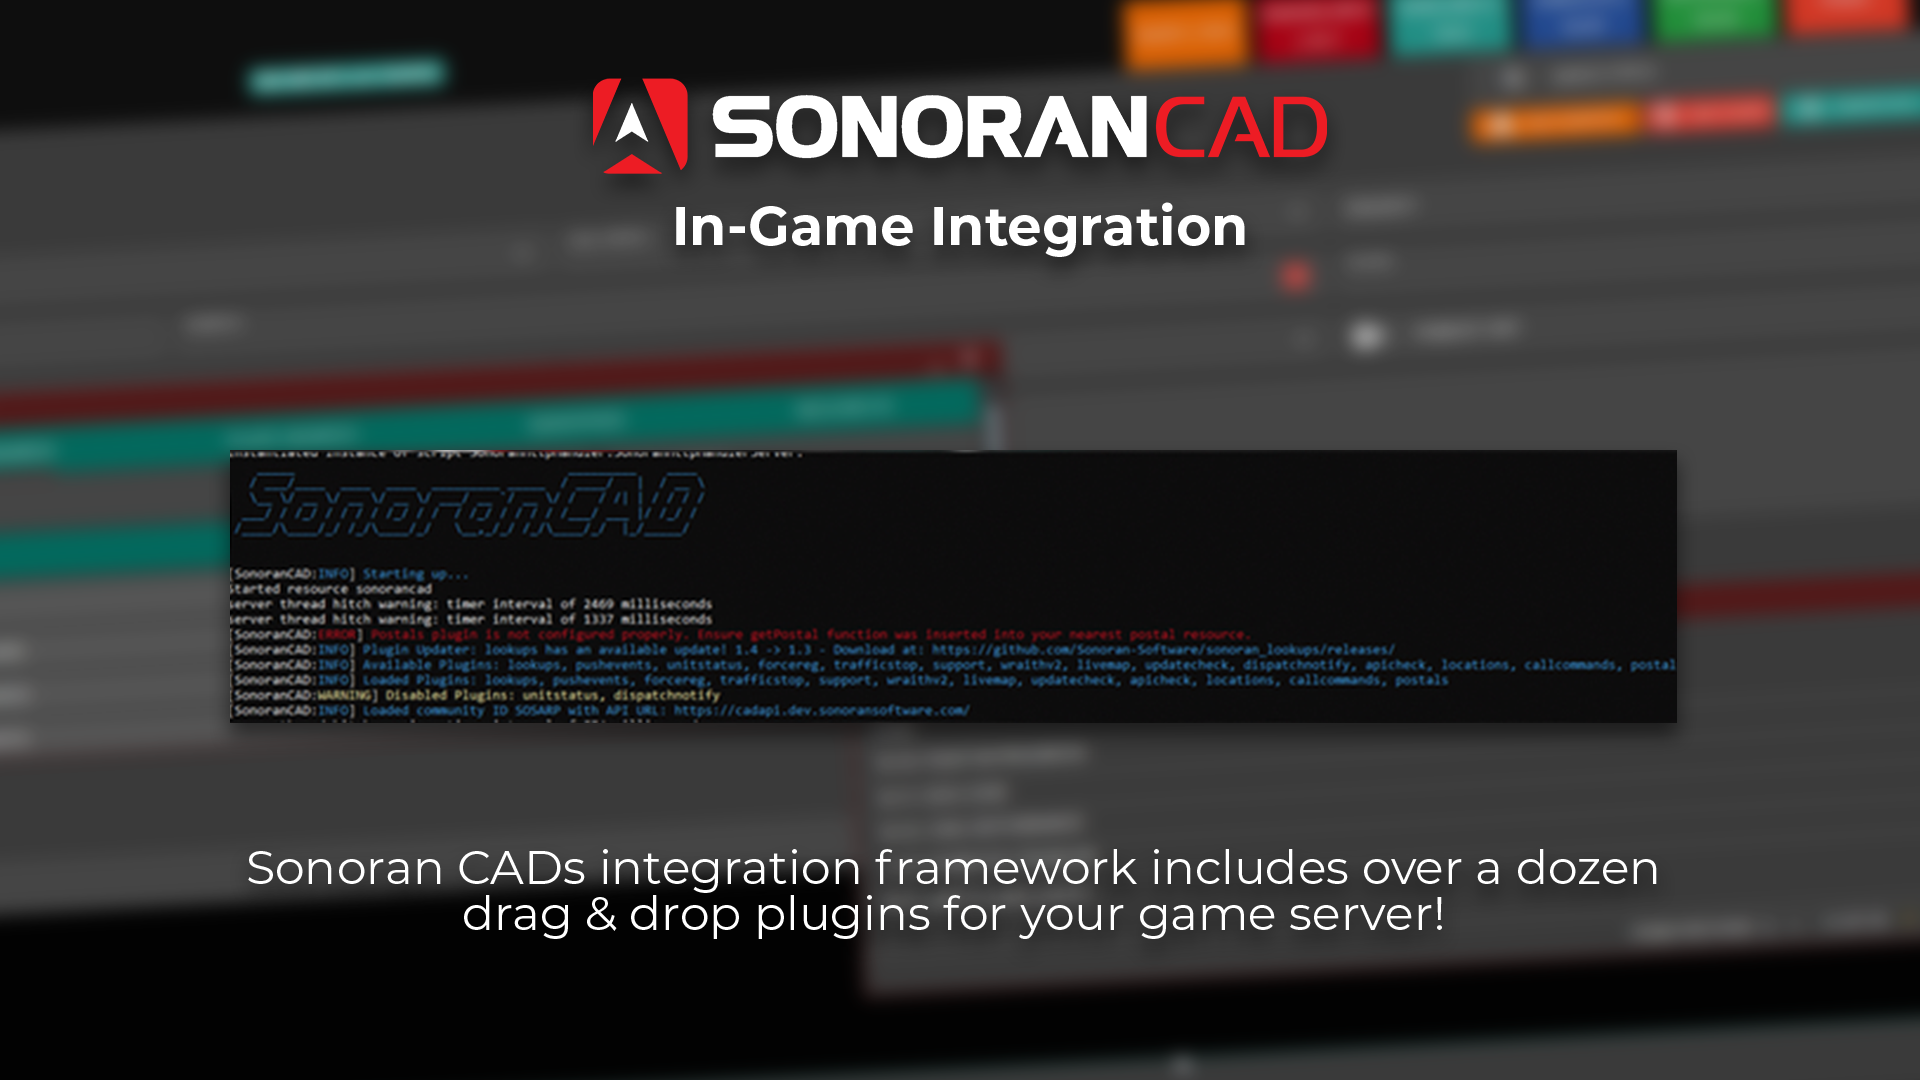 SONORANCAD
In-Game Integration
instantiated instance of script SonoranHttpHandler.SonoranHttpHandlerServer.
SonoranCAD
[SonoranCAD:INFO] Starting up...
Started resource sonorancad
server thread hitch warning: timer interval of 2469 milliseconds
server thread hitch warning: timer interval of 1337 milliseconds
[SonoranCAD:ERROR] Postals plugin is not configured properly. Ensure getPostal function was inserted into your nearest postal resource.
[SonoranCAD:INFO] Plugin Updater: lookups has an available update! 1.4 -> 1.3 - Download at: https://github.com/Sonoran-Software/sonoran_lookups/releases/
[SonoranCAD:INFO] Available Plugins: lookups, pushevents, unitstatus, forcereg, trafficstop, support, wraithv2, livemap, updatecheck, dispatchnotify, apicheck, locations, callcommands, postal
[SonoranCAD:INFO] Loaded Plugins: lookups, pushevents, forcereg, trafficstop, support, wraithv2, livemap, updatecheck, apicheck, locations, callcommands, postals
[SonoranCAD:WARNING] Disabled Plugins: unitstatus, dispatchnotify
[SonoranCAD:INFO] Loaded community ID SOSARP with API URL: https://cadapi.dev.sonoransoftware.com/
Sonoran CADs integration framework includes over a dozen
drag & drop plugins for your game server!